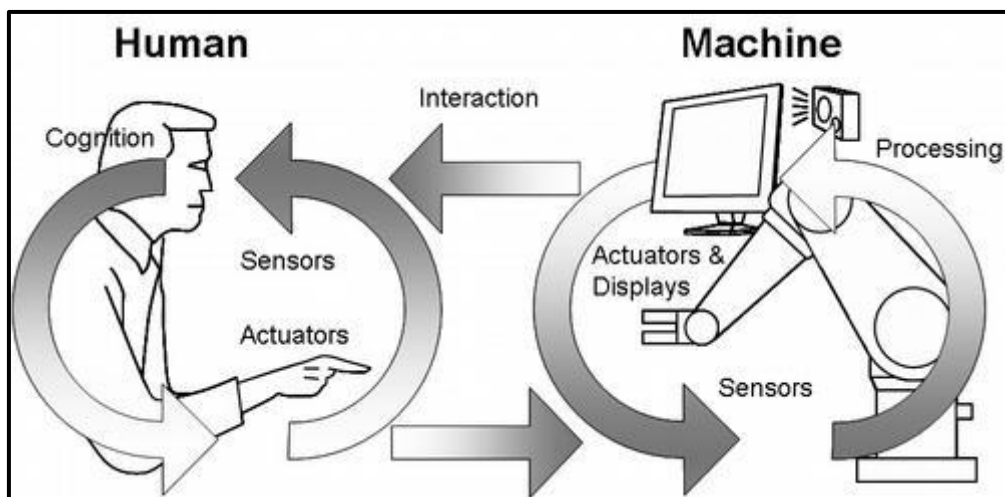 Human
Machine
Interaction
Cognition
Processing
Sensors
Actuators &
Displays
Actuators
Sensors